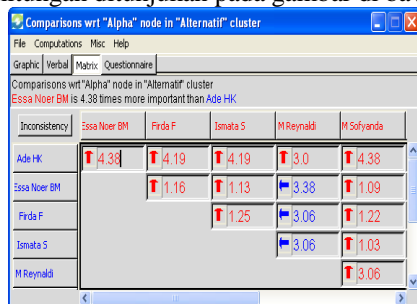 Comparisons wrt "Alpha" node in "Alternatif" cluster
File Computations Misc Help
Graphic Verbal Matrix Questionnaire
Comparisons wrt "Alpha" node in "Alternatif" cluster
Essa Noer BM is 4.38 times more important than Ade HK
Inconsistency Essa Noer BM Firda F Ismata S M Reynaldi M Sofyanda
Ade HK 4.38 4.19 4.19 3.0 4.38
Essa Noer BM 1.16 1.13 3.38 1.09
Firda F 1.25 3.06 1.22
Ismata S 3.06 1.03
M Reynaldi 3.06